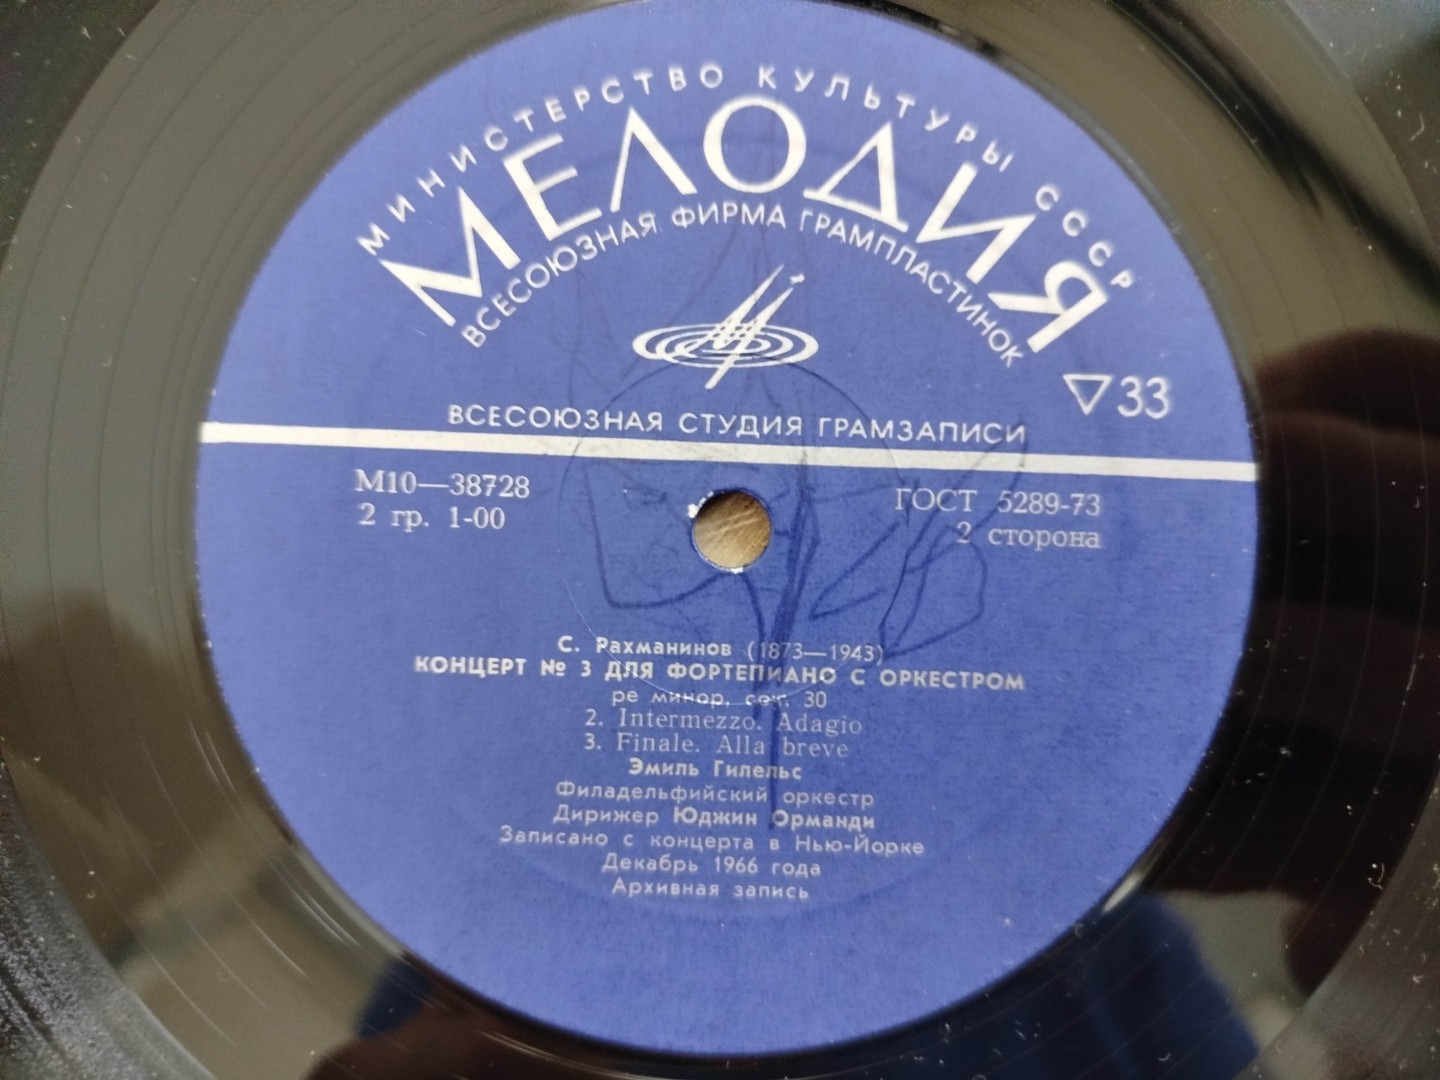 МИНИСТЕРСТВО КУЛЬТУРЫ СССР
МЕЛОДИЯ
ВСЕСОЮЗНАЯ ФИРМА ГРАМПЛАСТИНОК
▽33
ВСЕСОЮЗНАЯ СТУДИЯ ГРАМЗАПИСИ
М10—38728
ГОСТ 5289-73
2 гр. 1-00
2 сторона
С. Рахманинов (1873—1943)
КОНЦЕРТ № 3 ДЛЯ ФОРТЕПИАНО С ОРКЕСТРОМ
ре минор, соч. 30
2. Intermezzo. Adagio
3. Finale. Alla breve
Эмиль Гилельс
Филадельфийский оркестр
Дирижер Юджин Орманди
Записано с концерта в Нью-Йорке
Декабрь 1966 года
Архивная запись